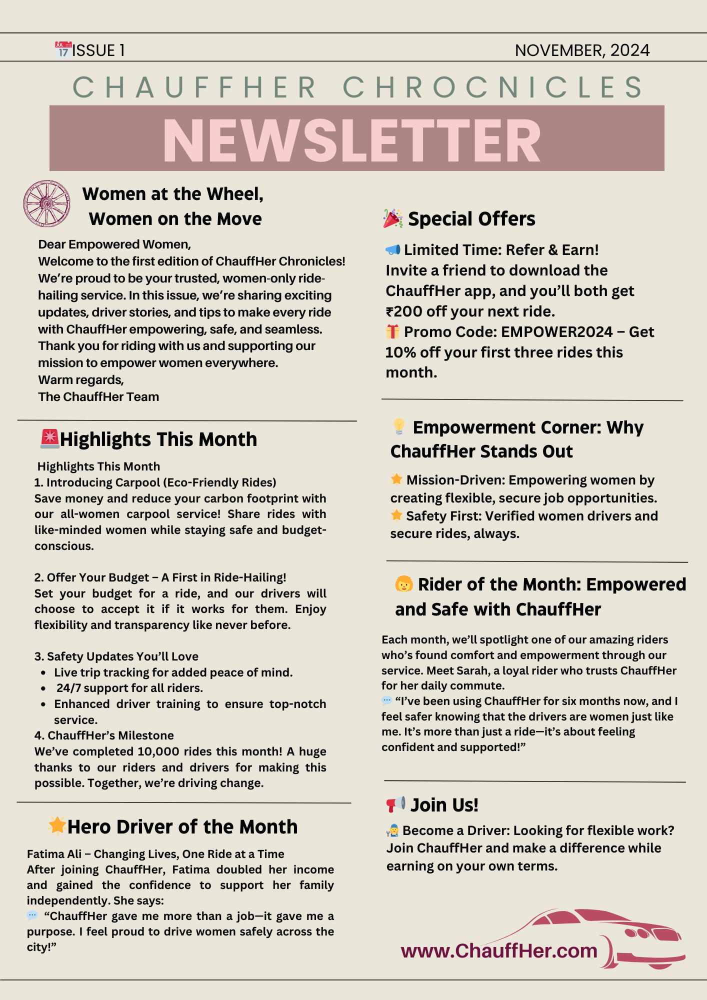 JUL
17
ISSUE 1
NOVEMBER, 2024
CHAUFFHER CHROCNICLES
NEWSLETTER
Women at the Wheel,
Women on the Move
Dear Empowered Women,
Welcome to the first edition of ChauffHer Chronicles!
We’re proud to be your trusted, women-only ride-
hailing service. In this issue, we’re sharing exciting
updates, driver stories, and tips to make every ride
with ChauffHer empowering, safe, and seamless.
Thank you for riding with us and supporting our
mission to empower women everywhere.
Warm regards,
The ChauffHer Team
🚨Highlights This Month
Highlights This Month
1. Introducing Carpool (Eco-Friendly Rides)
Save money and reduce your carbon footprint with
our all-women carpool service! Share rides with
like-minded women while staying safe and budget-
conscious.
2. Offer Your Budget – A First in Ride-Hailing!
Set your budget for a ride, and our drivers will
choose to accept it if it works for them. Enjoy
flexibility and transparency like never before.
3. Safety Updates You’ll Love
• Live trip tracking for added peace of mind.
• 24/7 support for all riders.
• Enhanced driver training to ensure top-notch
service.
4. ChauffHer’s Milestone
We’ve completed 10,000 rides this month! A huge
thanks to our riders and drivers for making this
possible. Together, we’re driving change.
🌟Hero Driver of the Month
Fatima Ali – Changing Lives, One Ride at a Time
After joining ChauffHer, Fatima doubled her income
and gained the confidence to support her family
independently. She says:
💬 “ChauffHer gave me more than a job—it gave me a
purpose. I feel proud to drive women safely across the
city!”
🎉 Special Offers
📣 Limited Time: Refer & Earn!
Invite a friend to download the
ChauffHer app, and you’ll both get
₹200 off your next ride.
🎁 Promo Code: EMPOWER2024 – Get
10% off your first three rides this
month.
💡 Empowerment Corner: Why
ChauffHer Stands Out
🌟 Mission-Driven: Empowering women by
creating flexible, secure job opportunities.
🌟 Safety First: Verified women drivers and
secure rides, always.
👩‍🦱 Rider of the Month: Empowered
and Safe with ChauffHer
Each month, we’ll spotlight one of our amazing riders
who’s found comfort and empowerment through our
service. Meet Sarah, a loyal rider who trusts ChauffHer
for her daily commute.
💬 “I’ve been using ChauffHer for six months now, and I
feel safer knowing that the drivers are women just like
me. It’s more than just a ride—it’s about feeling
confident and supported!”
📢 Join Us!
👩‍🔧 Become a Driver: Looking for flexible work?
Join ChauffHer and make a difference while
earning on your own terms.
www.ChauffHer.com